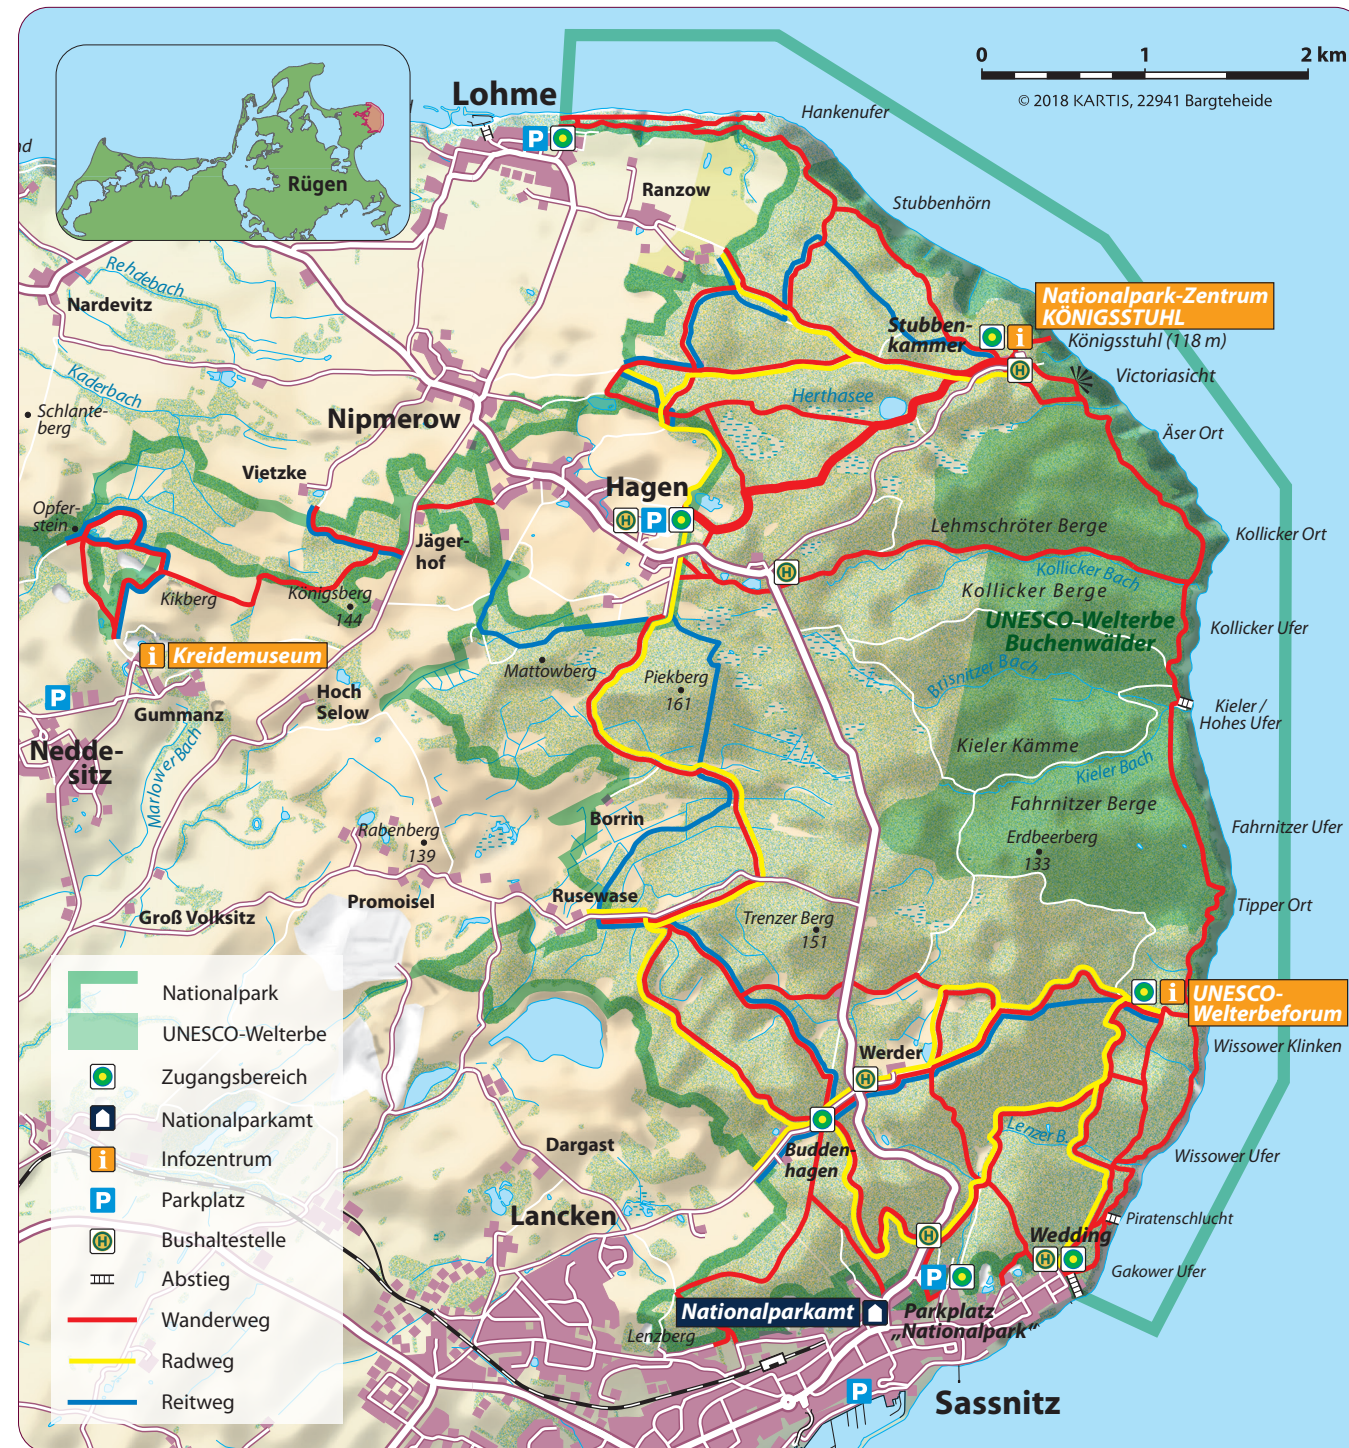 0 1 2 km
© 2018 KARTIS, 22941 Bargteheide
Lohme
Hankenufer
nd
Rügen
Ranzow
Stubbenhörn
Rehdebach
Nardevitz
Nationalpark-Zentrum
KÖNIGSSTUHL
Stubben-
kammer
Königsstuhl (118 m)
Victoriasicht
Kaderbach
Herthasee
Schlante-
berg
Nipmerow
Äser Ort
Vietzke
Hagen
Opfer-
stein
Jäger-
hof
Lehmschröter Berge
Kollicker Ort
Kollicker Bach
Kikberg
Königsberg
144
Kollicker Berge
UNESCO-Welterbe
Buchenwälder
Kollicker Ufer
Kreidemuseum
Mattowberg
Piekberg
161
Brisnitzer Bach
Hoch
Selow
Gummanz
Kieler /
Hohes Ufer
Nedde-
sitz
Marlower Bach
Kieler Kämme
Kieler Bach
Fahrnitzer Berge
Borrin
Rabenberg
139
Erdbeerberg
133
Fahrnitzer Ufer
Rusewase
Promoisel
Groß Volksitz
Trenzer Berg
151
Tipper Ort
UNESCO-
Welterbeforum
Wissower Klinken
Werder
Budden-
hagen
Lenzer B.
Dargast
Wissower Ufer
Lancken
Piratenschlucht
Wedding
Gakower Ufer
Nationalparkamt
Parkplatz
„Nationalpark“
Lenzberg
Sassnitz
Nationalpark
UNESCO-Welterbe
Zugangsbereich
Nationalparkamt
i Infozentrum
P Parkplatz
H Bushaltestelle
Abstieg
Wanderweg
Radweg
Reitweg